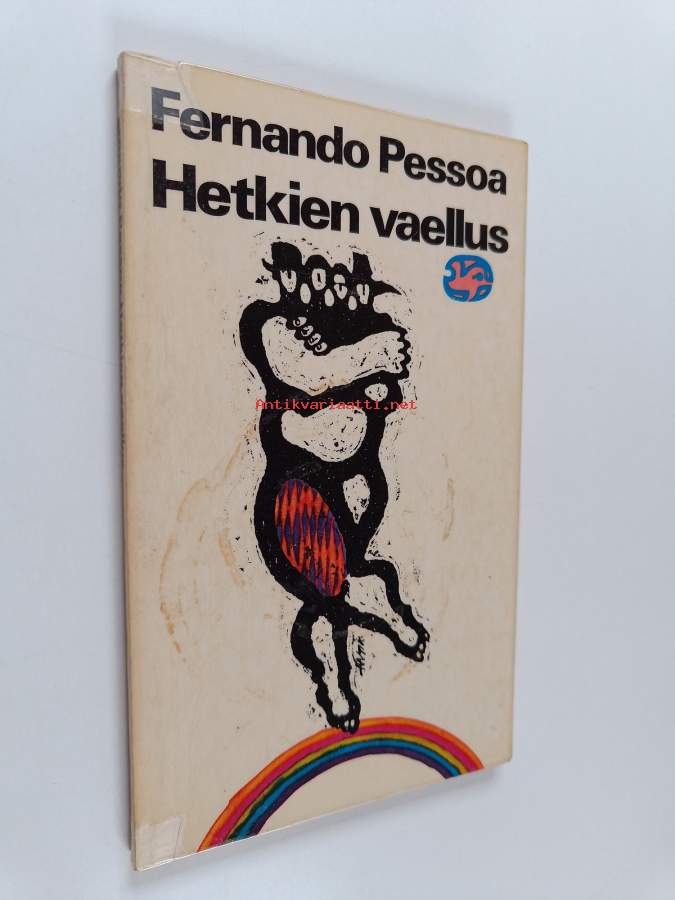 Fernando Pessoa
Hetkien vaellus
Antikvariaatti.net